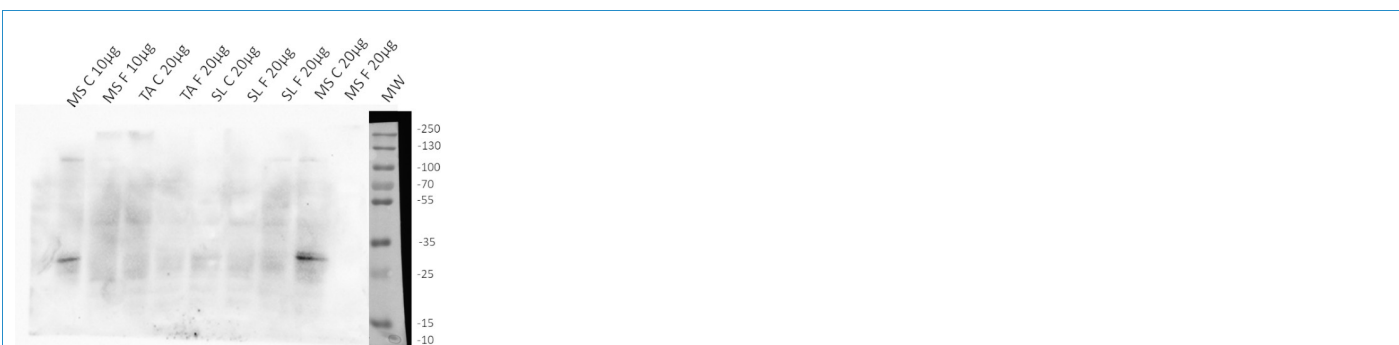 MS C 10µg
MS F 10µg
TA C 20µg
TA F 20µg
SL C 20µg
SL F 20µg
SL F 20µg
MS C 20µg
MS F 20µg
MW
-250
-130
-100
-70
-55
-35
-25
-15
-10